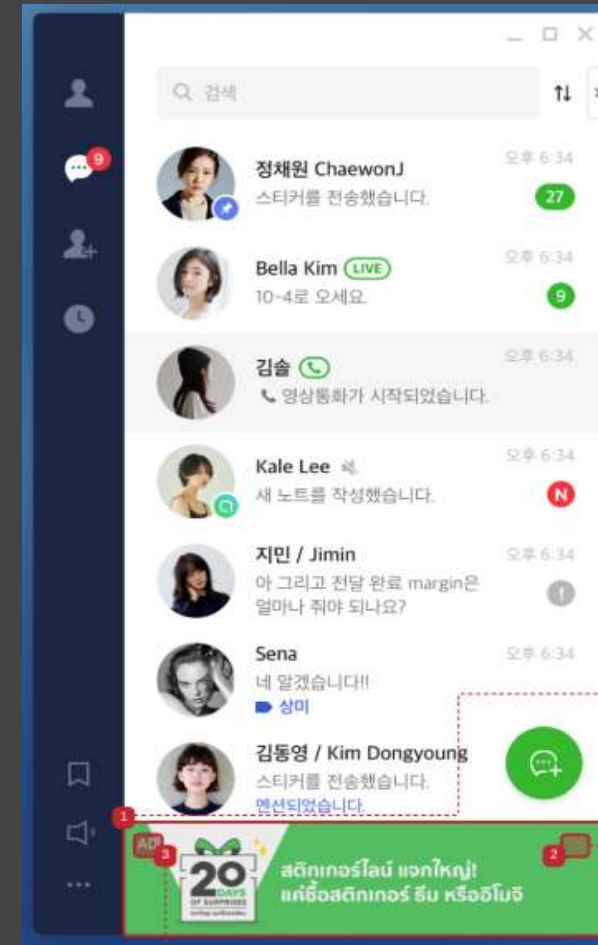 9
검색
정채원 ChaewonJ
오후 6:34
스티커를 전송했습니다.
27
Bella Kim LIVE
오후 6:34
10-4로 오세요.
9
김솔
오후 6:34
영상통화가 시작되었습니다.
Kale Lee
오후 6:34
새 노트를 작성했습니다.
N
지민 / Jimin
오후 6:34
아 그리고 전달 완료 margin은
얼마나 줘야 되나요?
!
Sena
오후 6:34
네 알겠습니다!!
상미
김동영 / Kim Dongyoung
스티커를 전송했습니다.
멘션되었습니다.
1
AD
3
2
20
DAYS
OF SURPRISES
สติกเกอร์ไลน์ แจกใหญ่!
แค่ซื้อสติกเกอร์ ธีม หรืออิโมจิ